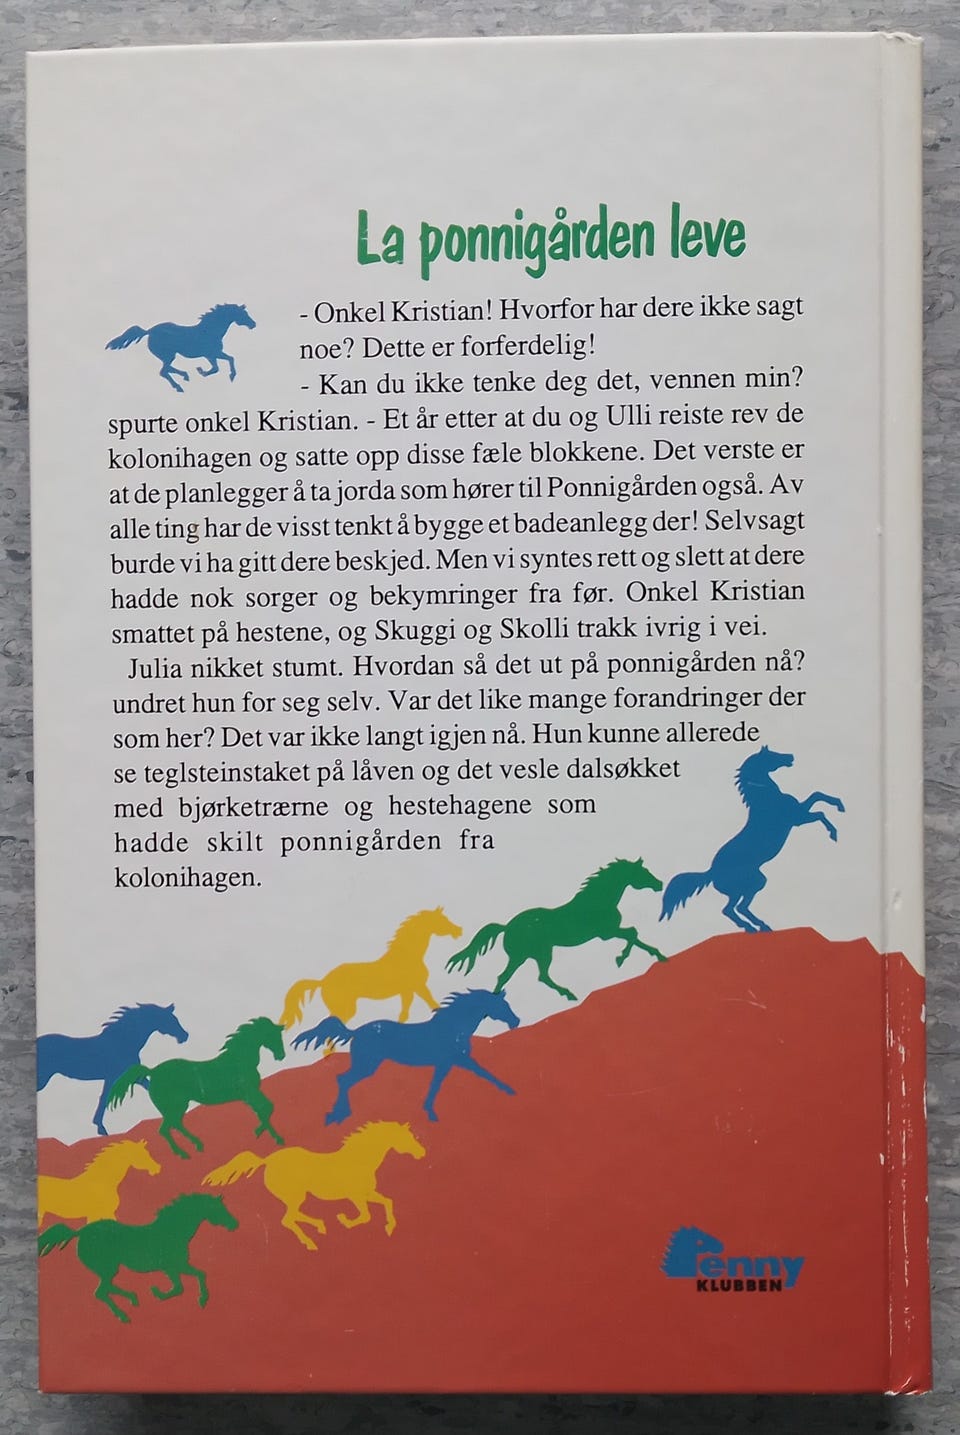 La ponnigården leve
- Onkel Kristian! Hvorfor har dere ikke sagt
noe? Dette er forferdelig!
- Kan du ikke tenke deg det, vennen min?
spurte onkel Kristian. - Et år etter at du og Ulli reiste rev de
kolonihagen og satte opp disse fæle blokkene. Det verste er
at de planlegger å ta jorda som hører til Ponnigården også. Av
alle ting har de visst tenkt å bygge et badeanlegg der! Selvsagt
burde vi ha gitt dere beskjed. Men vi syntes rett og slett at dere
hadde nok sorger og bekymringer fra før. Onkel Kristian
smattet på hestene, og Skuggi og Skolli trakk ivrig i vei.
Julia nikket stumt. Hvordan så det ut på ponnigården nå?
undret hun for seg selv. Var det like mange forandringer der
som her? Det var ikke langt igjen nå. Hun kunne allerede
se teglsteinstaket på låven og det vesle dalsøkket
med bjørketrærne og hestehagene som
hadde skilt ponnigården fra
kolonihagen.
Penny
KLUBBEN